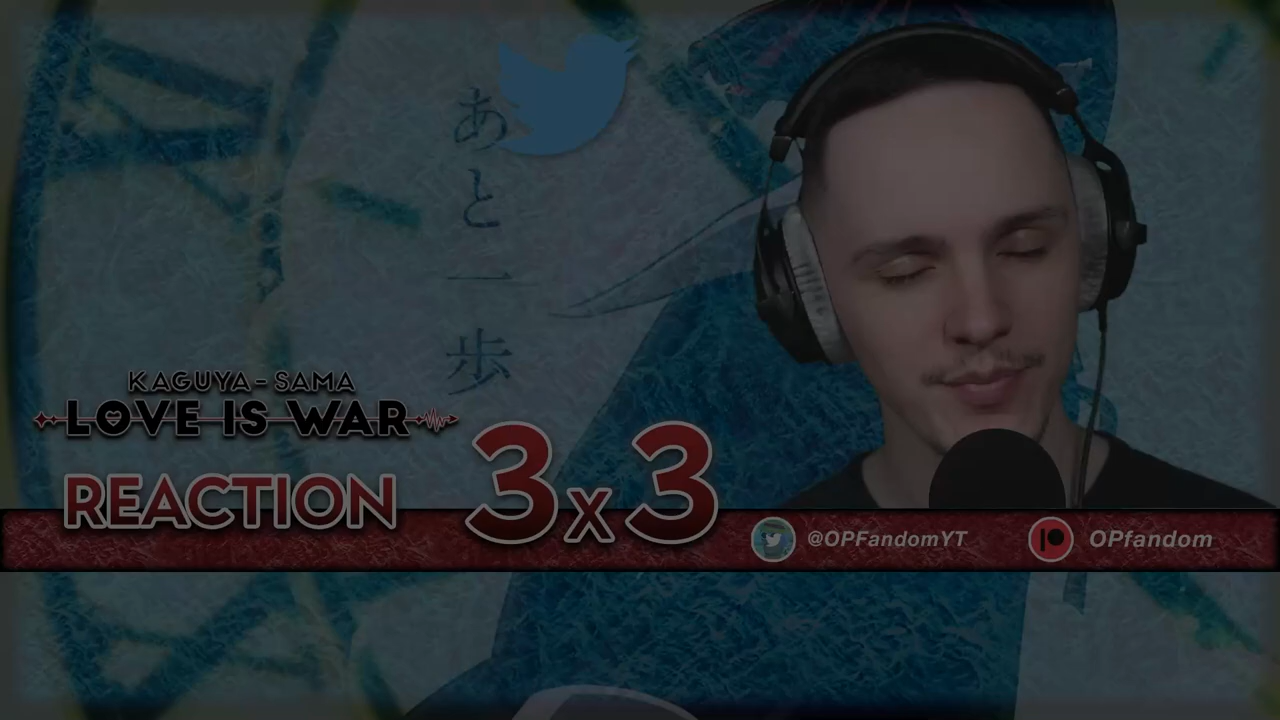 あと一歩
KAGUYA-SAMA
LOVE IS WAR
REACTION
3x3
@OPFandomYT
OPfandom